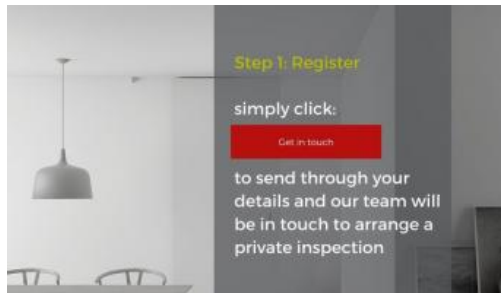 Step 1: Register
simply click:
Get in touch
to send through your
details and our team will
be in touch to arrange a
private inspection